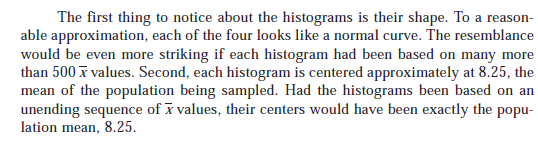 The first thing to notice about the histograms is their shape. To a reason-
able approximation, each of the four looks like a normal curve. The resemblance
would be even more striking if each histogram had been based on many more
than 500 x̄ values. Second, each histogram is centered approximately at 8.25, the
mean of the population being sampled. Had the histograms been based on an
unending sequence of x̄ values, their centers would have been exactly the popu-
lation mean, 8.25.